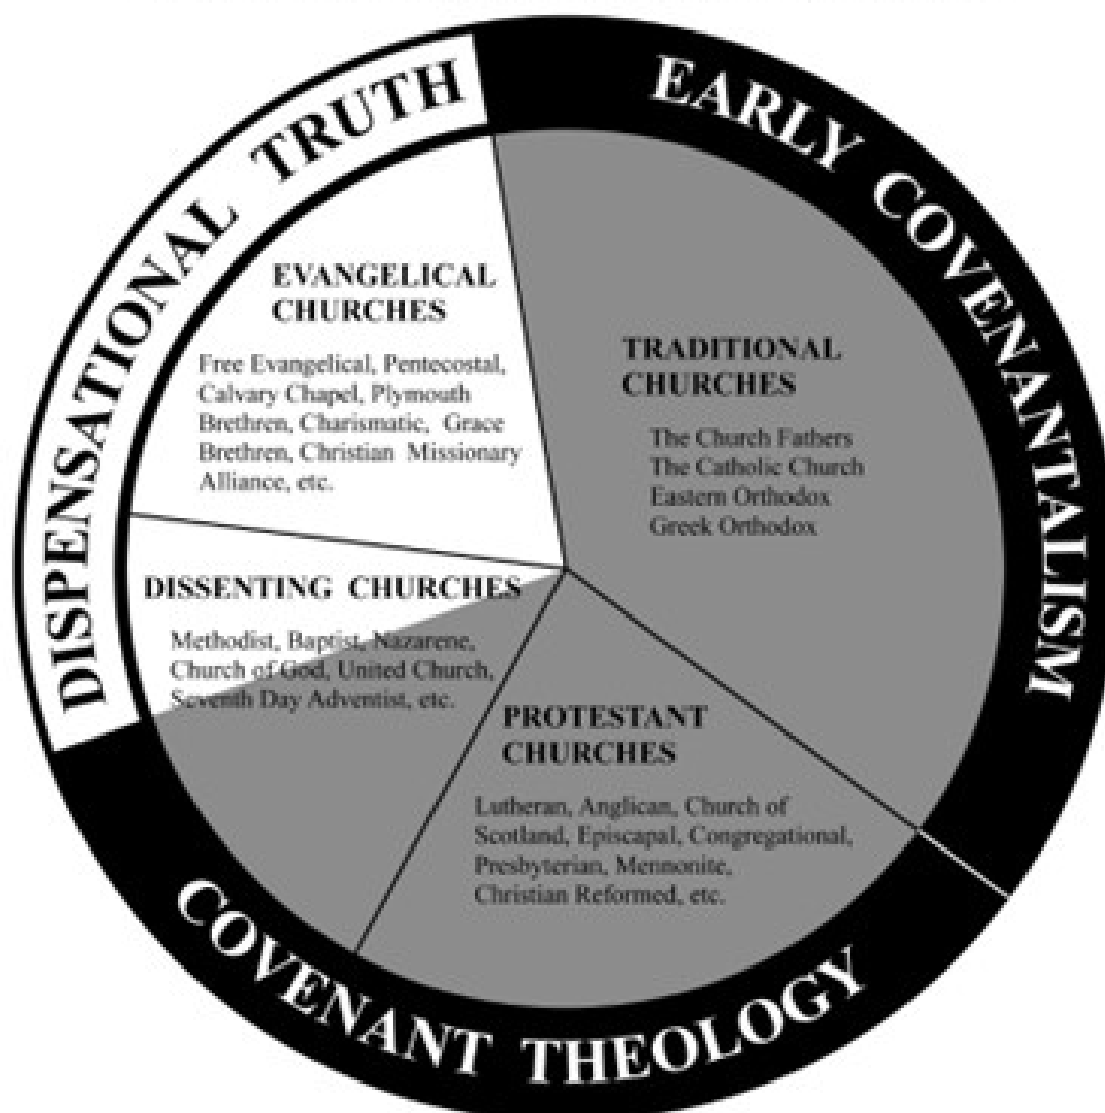 DISPENSATIONAL TRUTH
EARLY COVENANTALISM
COVENANT THEOLOGY
EVANGELICAL
CHURCHES
Free Evangelical, Pentecostal,
Calvary Chapel, Plymouth
Brethren, Charismatic, Grace
Brethren, Christian Missionary
Alliance, etc.
TRADITIONAL
CHURCHES
The Church Fathers
The Catholic Church
Eastern Orthodox
Greek Orthodox
DISSENTING CHURCHES
Methodist, Baptist, Nazarene,
Church of God, United Church,
Seventh Day Adventist, etc.
PROTESTANT
CHURCHES
Lutheran, Anglican, Church of
Scotland, Episcapal, Congregational,
Presbyterian, Mennonite,
Christian Reformed, etc.